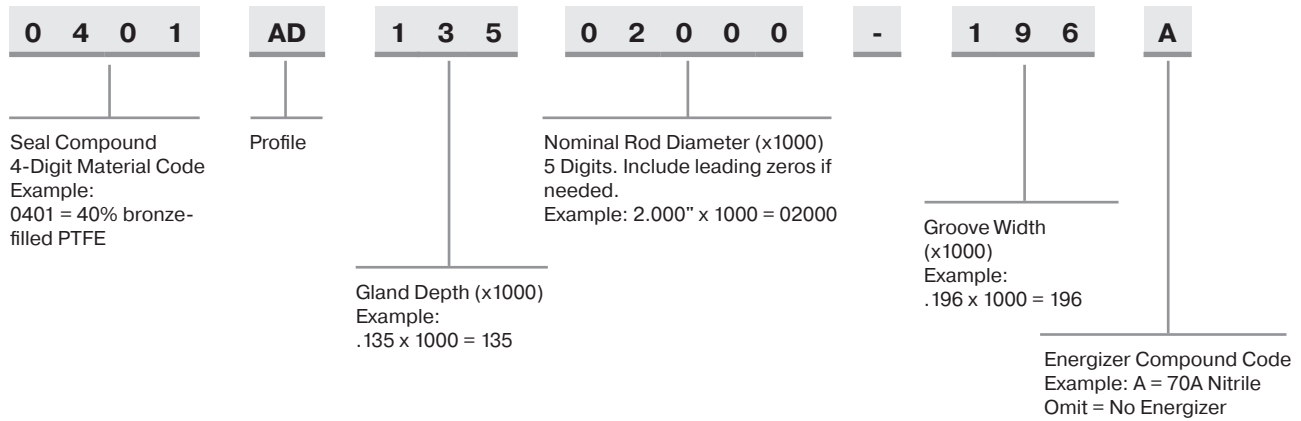 0 4 0 1 AD 1 3 5 0 2 0 0 0 - 1 9 6 A
Seal Compound
4-Digit Material Code
Example:
0401 = 40% bronze-
filled PTFE
Profile
Gland Depth (x1000)
Example:
.135 x 1000 = 135
Nominal Rod Diameter (x1000)
5 Digits. Include leading zeros if
needed.
Example: 2.000" x 1000 = 02000
Groove Width
(x1000)
Example:
.196 x 1000 = 196
Energizer Compound Code
Example: A = 70A Nitrile
Omit = No Energizer